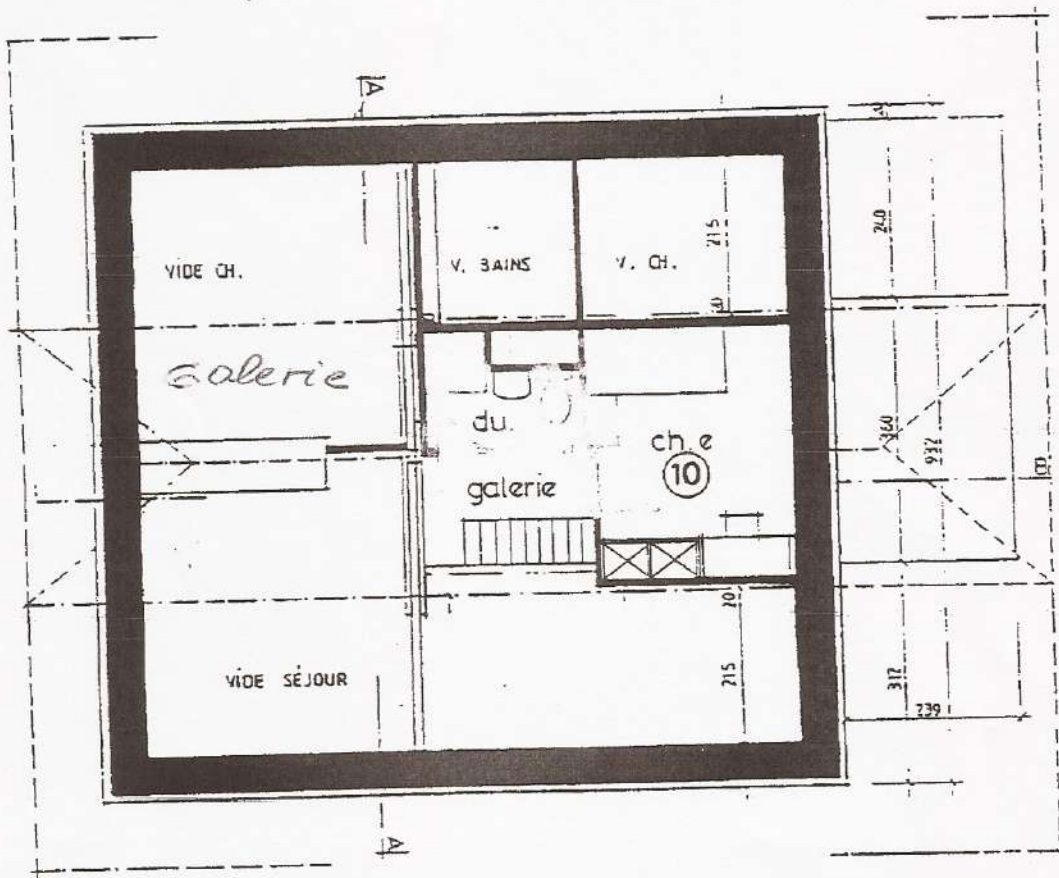 A
VIDE CH.
V. BAINS
V. CH.
215
240
Galerie
du.
ch.e
10
galerie
360
932
B
VIDE SÉJOUR
20
215
312
239
A